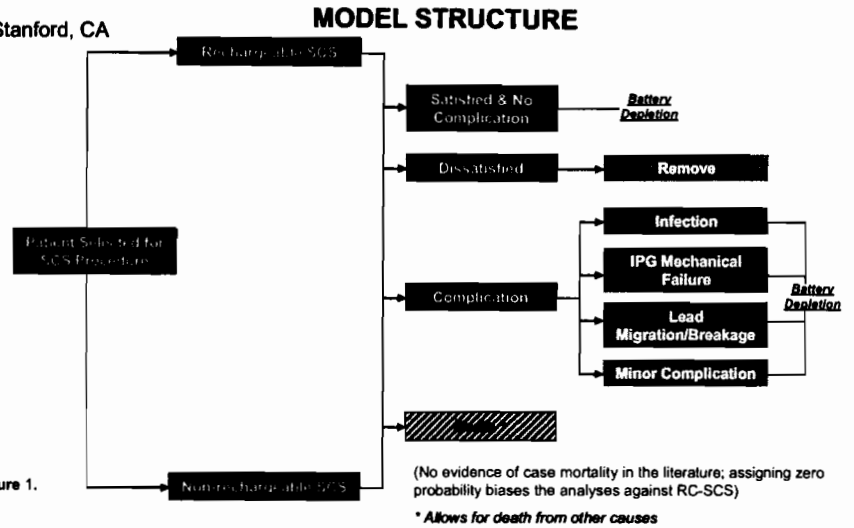 Stanford, CA
MODEL STRUCTURE
Rechargeable SCS
Satisfied & No
Complication
Battery
Depletion
Dissatisfied
Remove
Patient Selected for
SCS Procedure
Complication
Infection
IPG Mechanical
Failure
Lead
Migration/Breakage
Minor Complication
Battery
Depletion
Non-rechargeable SCS
ure 1.
(No evidence of case mortality in the literature; assigning zero
probability biases the analyses against RC-SCS)
* Allows for death from other causes